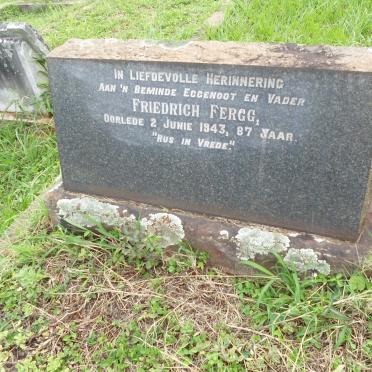 In Liefdevolle Herinnering
Aan 'n Beminde Eggenoot en Vader
Friedrich Fergg,
Oorlede 2 Junie 1943, 87 Jaar.
"Rus in Vrede."